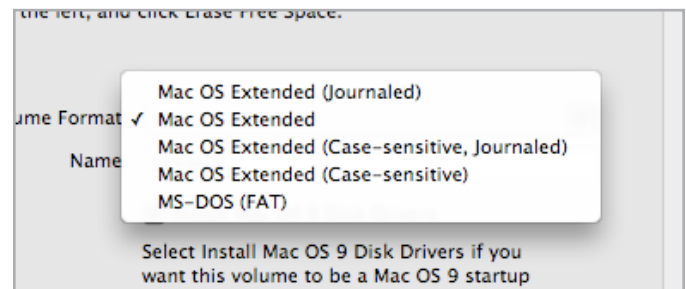 the left, and click Erase Free Space.
Mac OS Extended (Journaled)
ume Format ✓ Mac OS Extended
Mac OS Extended (Case-sensitive, Journaled)
Name
Mac OS Extended (Case-sensitive)
MS-DOS (FAT)
Select Install Mac OS 9 Disk Drivers if you
want this volume to be a Mac OS 9 startup